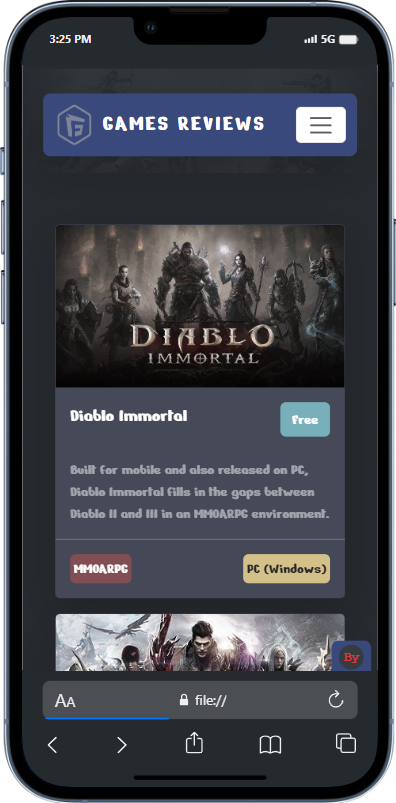 3:25 PM
5G
GAMES REVIEWS
DIABLO
IMMORTAL
Diablo Immortal
Free
Built for mobile and also released on PC,
Diablo Immortal fills in the gaps between
Diablo II and III in an MMOARPG environment.
MMOARPG
PC (Windows)
By
AA
file://